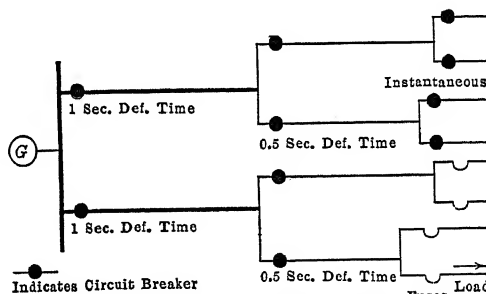 Instantaneous
1 Sec. Def. Time
0.5 Sec. Def. Time
G
1 Sec. Def. Time
0.5 Sec. Def. Time
Load
Indicates Circuit Breaker